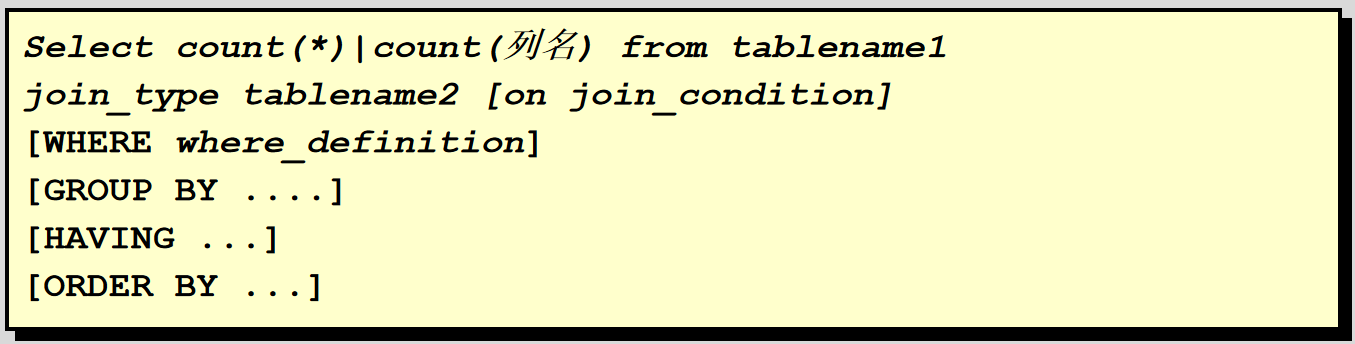 Select count(*)|count(列名) from tablename1
join_type tablename2 [on join_condition]
[WHERE where_definition]
[GROUP BY ....]
[HAVING ...]
[ORDER BY ...]